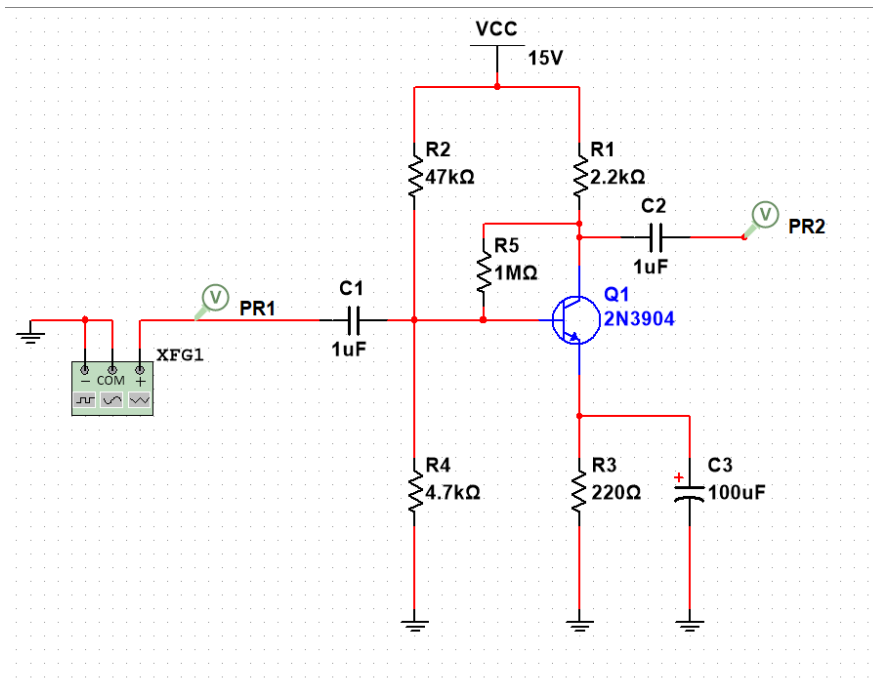 VCC
15V
R2
47kΩ
R1
2.2kΩ
C2
1uF
V
PR2
R5
1MΩ
Q1
2N3904
V
PR1
C1
1uF
XFG1
− COM +
R4
4.7kΩ
R3
220Ω
+
C3
100uF